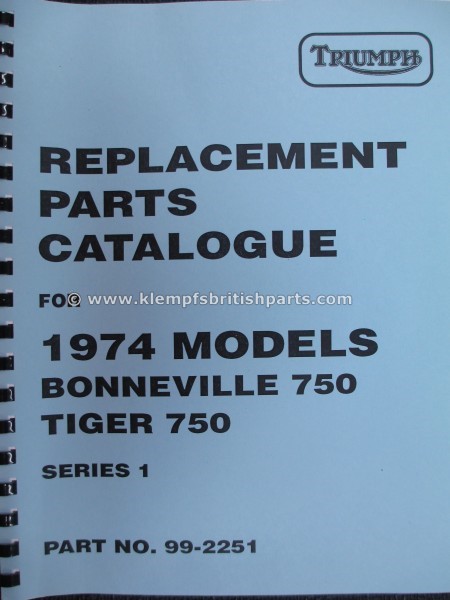 TRIUMPH
REPLACEMENT
PARTS
CATALOGUE
FOR
© www.klempfsbritishparts.com
1974 MODELS
BONNEVILLE 750
TIGER 750
SERIES 1
PART NO. 99-2251